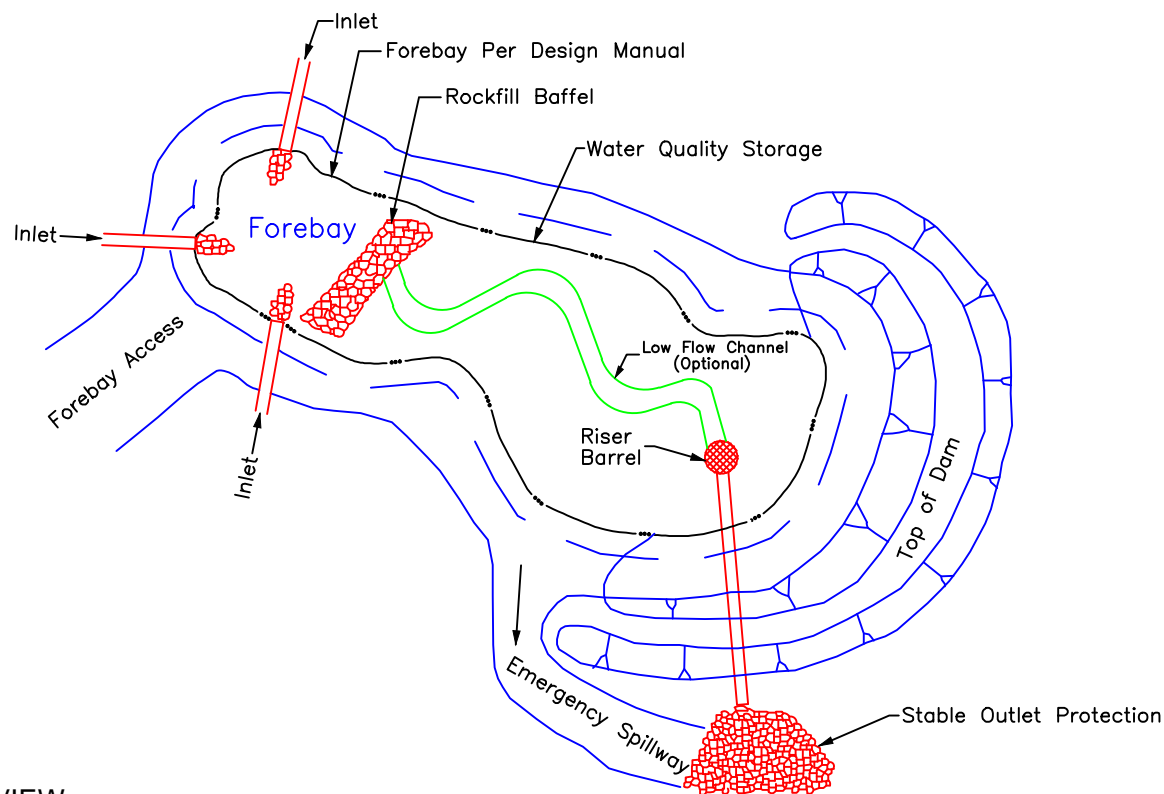 Inlet
Forebay Per Design Manual
Rockfill Baffel
Water Quality Storage
Inlet
Forebay
Forebay Access
Low Flow Channel
(Optional)
Riser
Barrel
Inlet
Top of Dam
Emergency Spillway
Stable Outlet Protection